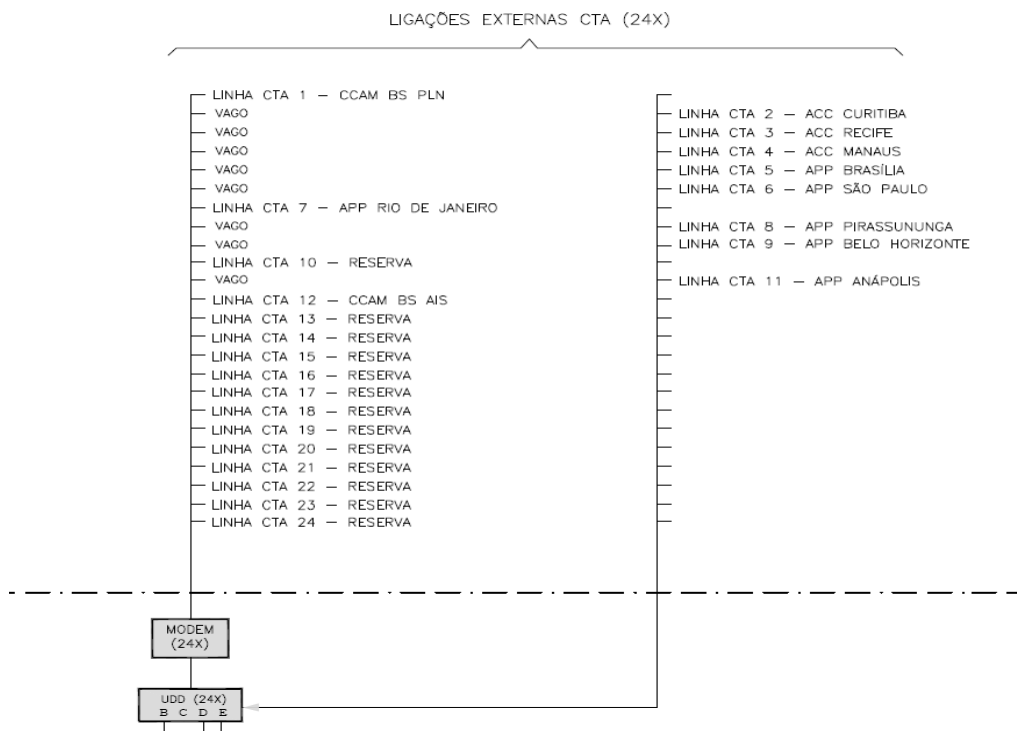 LIGAÇÕES EXTERNAS CTA (24X)
LINHA CTA 1 – CCAM BS PLN
VAGO
VAGO
VAGO
VAGO
VAGO
LINHA CTA 7 – APP RIO DE JANEIRO
VAGO
VAGO
LINHA CTA 10 – RESERVA
VAGO
LINHA CTA 12 – CCAM BS AIS
LINHA CTA 13 – RESERVA
LINHA CTA 14 – RESERVA
LINHA CTA 15 – RESERVA
LINHA CTA 16 – RESERVA
LINHA CTA 17 – RESERVA
LINHA CTA 18 – RESERVA
LINHA CTA 19 – RESERVA
LINHA CTA 20 – RESERVA
LINHA CTA 21 – RESERVA
LINHA CTA 22 – RESERVA
LINHA CTA 23 – RESERVA
LINHA CTA 24 – RESERVA
LINHA CTA 2 – ACC CURITIBA
LINHA CTA 3 – ACC RECIFE
LINHA CTA 4 – ACC MANAUS
LINHA CTA 5 – APP BRASÍLIA
LINHA CTA 6 – APP SÃO PAULO
LINHA CTA 8 – APP PIRASSUNUNGA
LINHA CTA 9 – APP BELO HORIZONTE
LINHA CTA 11 – APP ANÁPOLIS
MODEM
(24X)
UDD (24X)
B C D E